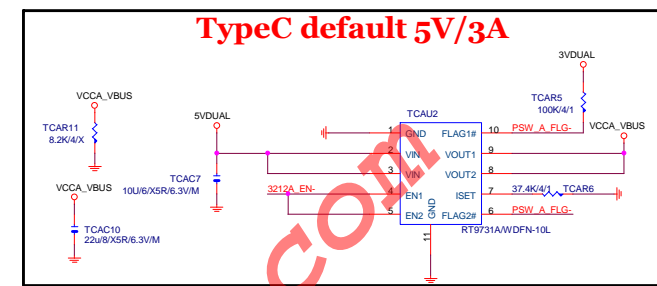 TypeC default 5V/3A
3VDUAL
VCCA_VBUS
TCAR11
8.2K/4/X
5VDUAL
TCAU2
TCAR5
100K/4/1
VCCA_VBUS
1 GND FLAG1# 10 PSW_A_FLG-
2 VIN VOUT1 9
TCAC7
10U/6/X5R/6.3V/M
3 VIN VOUT2 8
VCCA_VBUS
3212A_EN- 4 EN1 ISET 7 37.4K/4/1 TCAR6
5 EN2 GND FLAG2# 6 PSW_A_FLG-
TCAC10
22u/8/X5R/6.3V/M
11
RT9731A/WDFN-10L
com